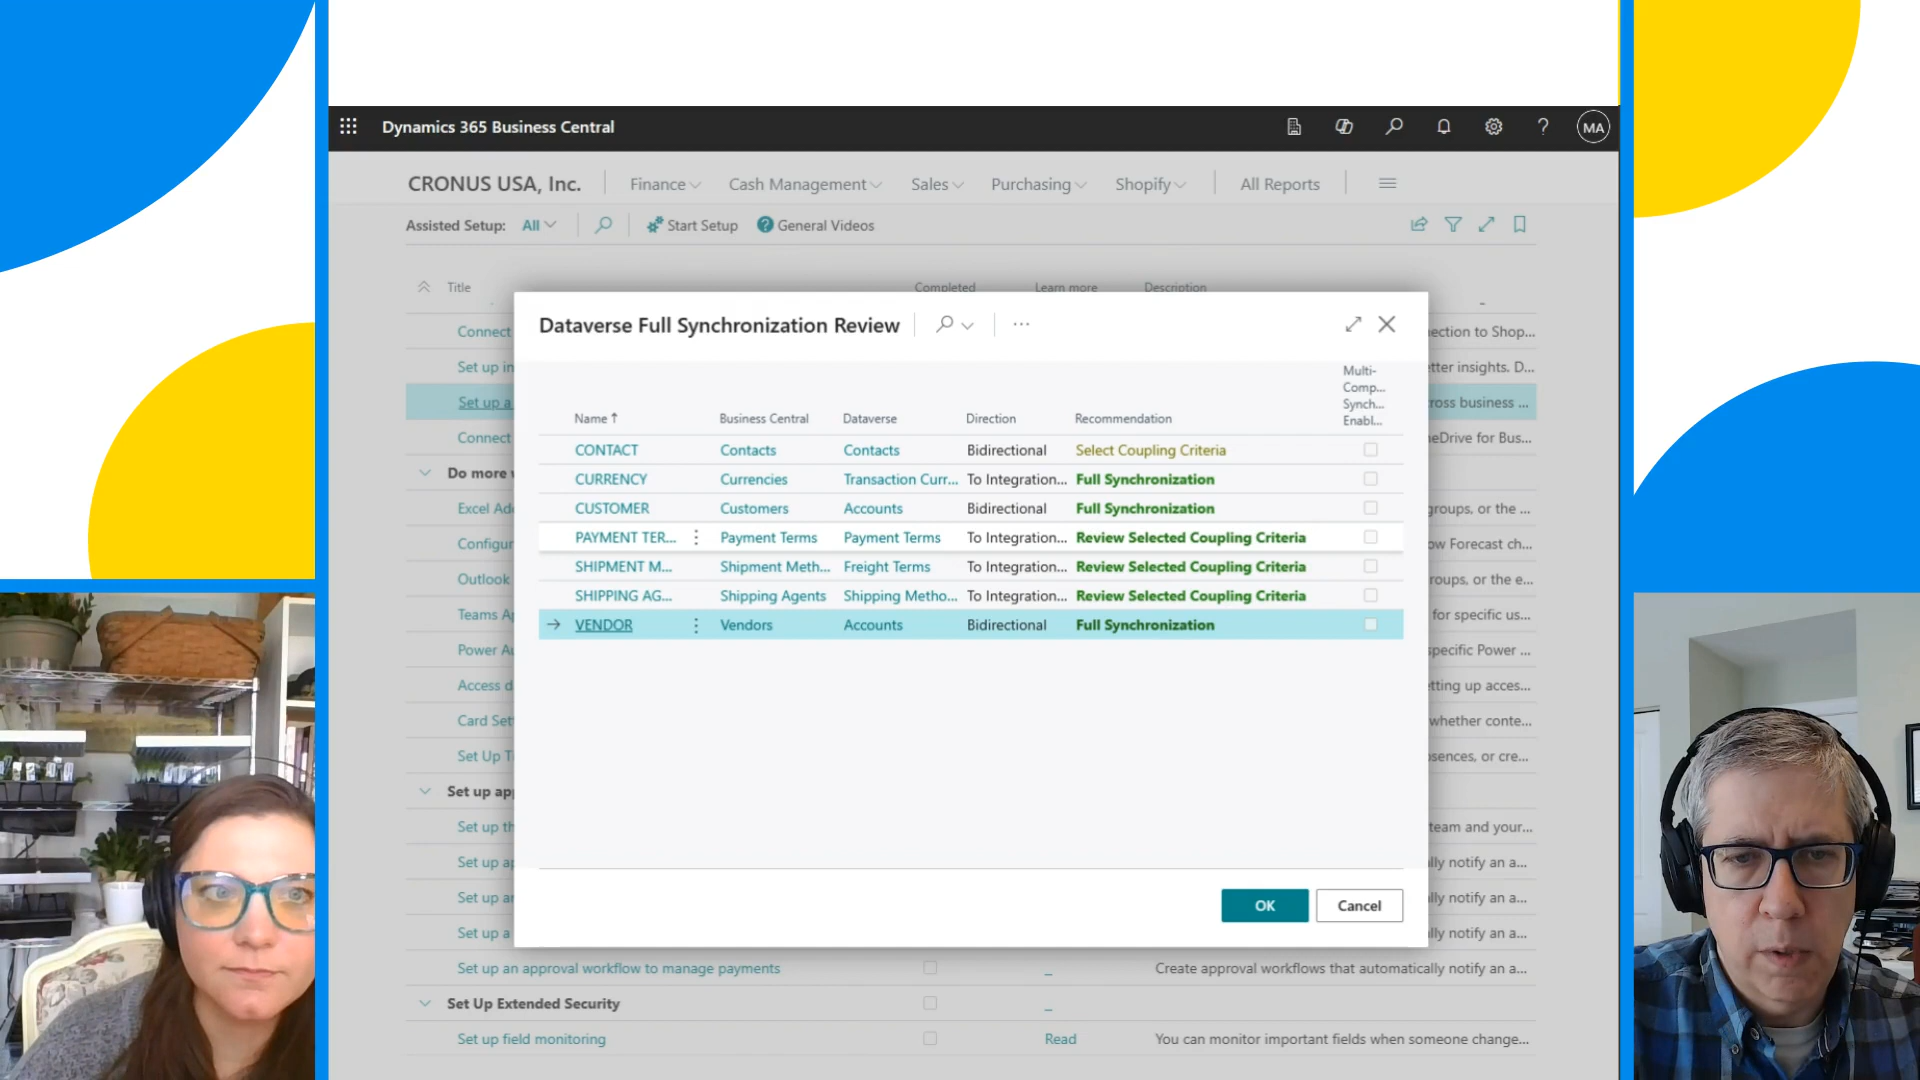 Dynamics 365 Business Central
MA
CRONUS USA, Inc.
Finance
Cash Management
Sales
Purchasing
Shopify
All Reports
Assisted Setup:
All
Start Setup
General Videos
Title
Completed
Learn more
Description
Connect
ection to Shop...
Set up in
tter insights. D...
Set up a
ross business ...
Connect
neDrive for Bus...
Do more
Excel Ad
groups, or the ...
Configur
ow Forecast ch...
Outlook
roups, or the e...
Teams A
for specific us...
Power Au
specific Power ...
Access d
tting up acces...
Card Set
whether conte...
Set Up T
bsences, or cre...
Set up ap
Set up th
team and your...
Set up ap
lly notify an a...
Set up ar
lly notify an a...
Set up a
lly notify an a...
Dataverse Full Synchronization Review
Name ↑
Business Central
Dataverse
Direction
Recommendation
Multi-
Comp...
Synch...
Enabl...
CONTACT Contacts Contacts Bidirectional Select Coupling Criteria
CURRENCY Currencies Transaction Curr... To Integration... Full Synchronization
CUSTOMER Customers Accounts Bidirectional Full Synchronization
PAYMENT TER... Payment Terms Payment Terms To Integration... Review Selected Coupling Criteria
SHIPMENT M... Shipment Meth... Freight Terms To Integration... Review Selected Coupling Criteria
SHIPPING AG... Shipping Agents Shipping Metho... To Integration... Review Selected Coupling Criteria
VENDOR Vendors Accounts Bidirectional Full Synchronization
OK
Cancel
Set up an approval workflow to manage payments
Create approval workflows that automatically notify an a...
Set Up Extended Security
Set up field monitoring
Read
You can monitor important fields when someone change...